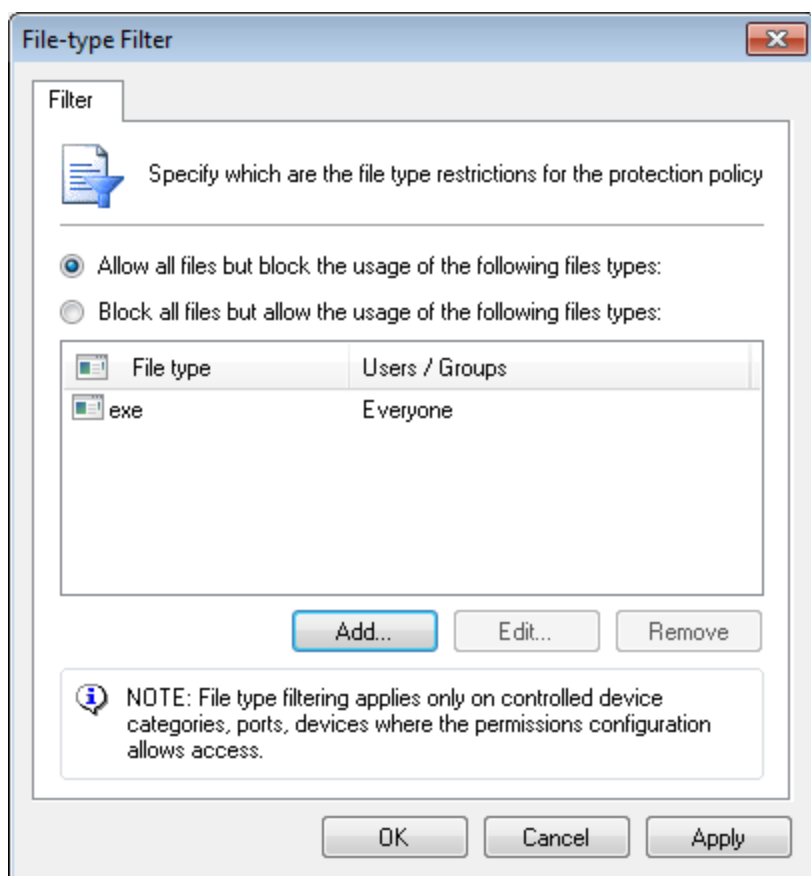 File-type Filter
Filter
Specify which are the file type restrictions for the protection policy
Allow all files but block the usage of the following files types:
Block all files but allow the usage of the following files types:
File type Users / Groups
exe Everyone
Add... Edit... Remove
NOTE: File type filtering applies only on controlled device
categories, ports, devices where the permissions configuration
allows access.
OK Cancel Apply